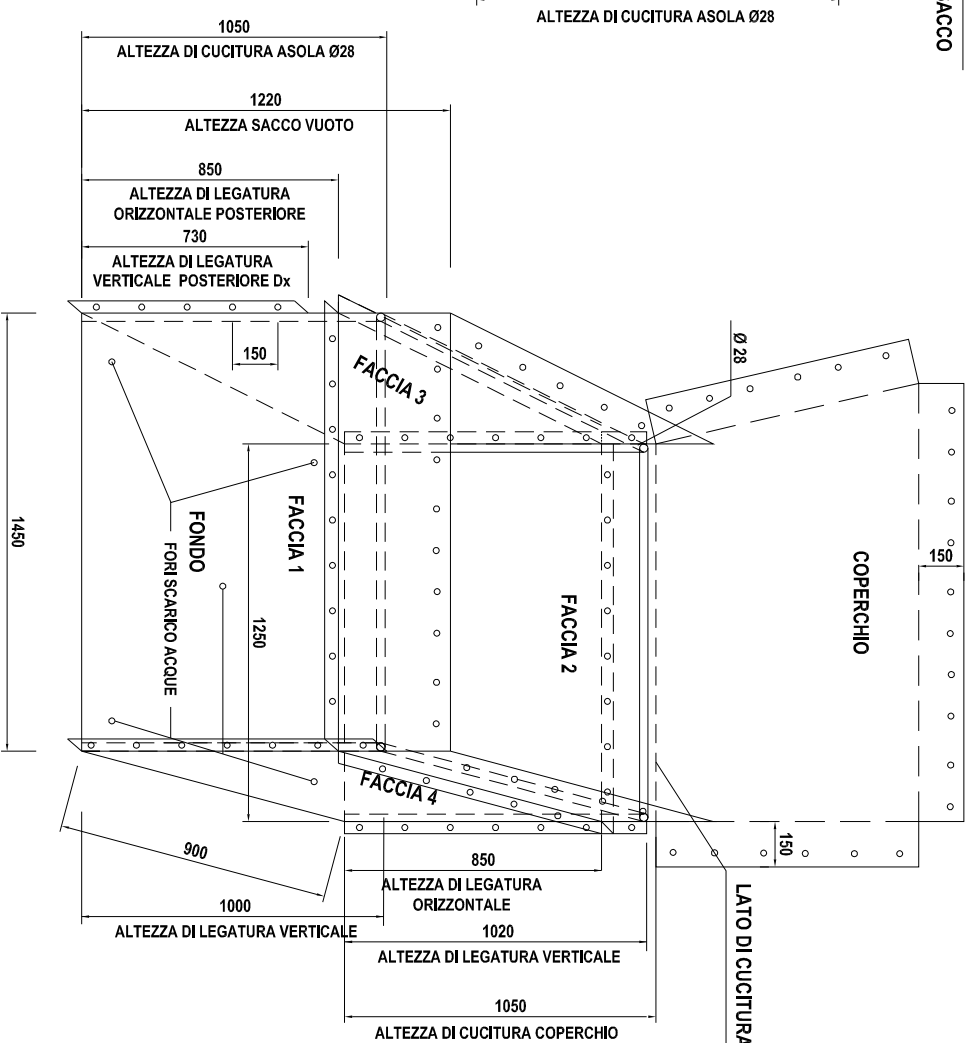 ALTEZZA DI CUCITURA ASOLA Ø28
SACCO
1050
ALTEZZA DI CUCITURA ASOLA Ø28
1220
ALTEZZA SACCO VUOTO
850
ALTEZZA DI LEGATURA
ORIZZONTALE POSTERIORE
730
ALTEZZA DI LEGATURA
VERTICALE POSTERIORE Dx
150
FACCIA 3
Ø 28
150
COPERCHIO
FACCIA 1
FONDO
FORI SCARICO ACQUE
FACCIA 2
1450
1250
FACCIA 4
150
900
850
ALTEZZA DI LEGATURA
ORIZZONTALE
LATO DI CUCITURA
1000
ALTEZZA DI LEGATURA VERTICALE
1020
ALTEZZA DI LEGATURA VERTICALE
1050
ALTEZZA DI CUCITURA COPERCHIO